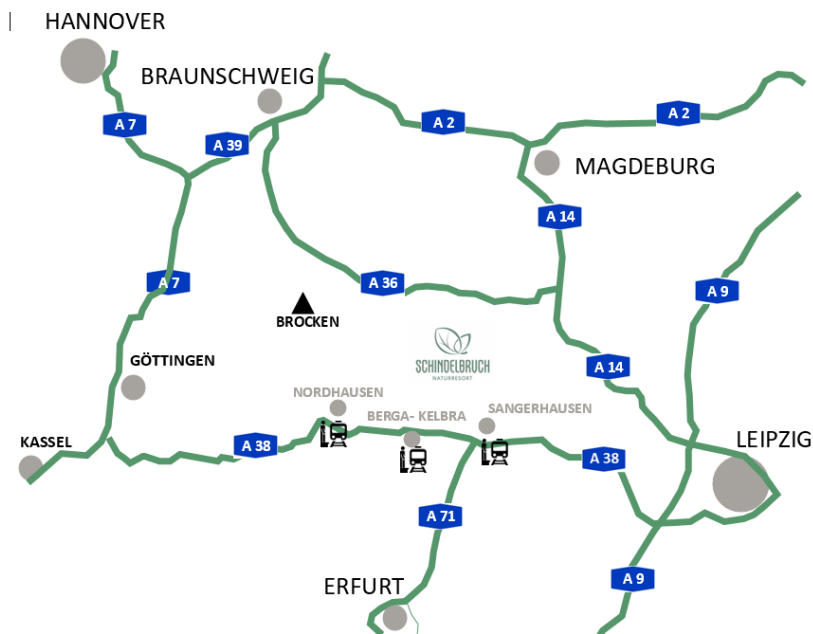 HANNOVER
BRAUNSCHWEIG
A 7
A 39
A 2
A 2
MAGDEBURG
A 14
A 7
A 36
A 9
BROCKEN
SCHINDELBRUCH
NATURRESORT
GÖTTINGEN
A 14
NORDHAUSEN
BERGA- KELBRA
SANGERHAUSEN
KASSEL
A 38
A 38
LEIPZIG
A 71
A 9
ERFURT